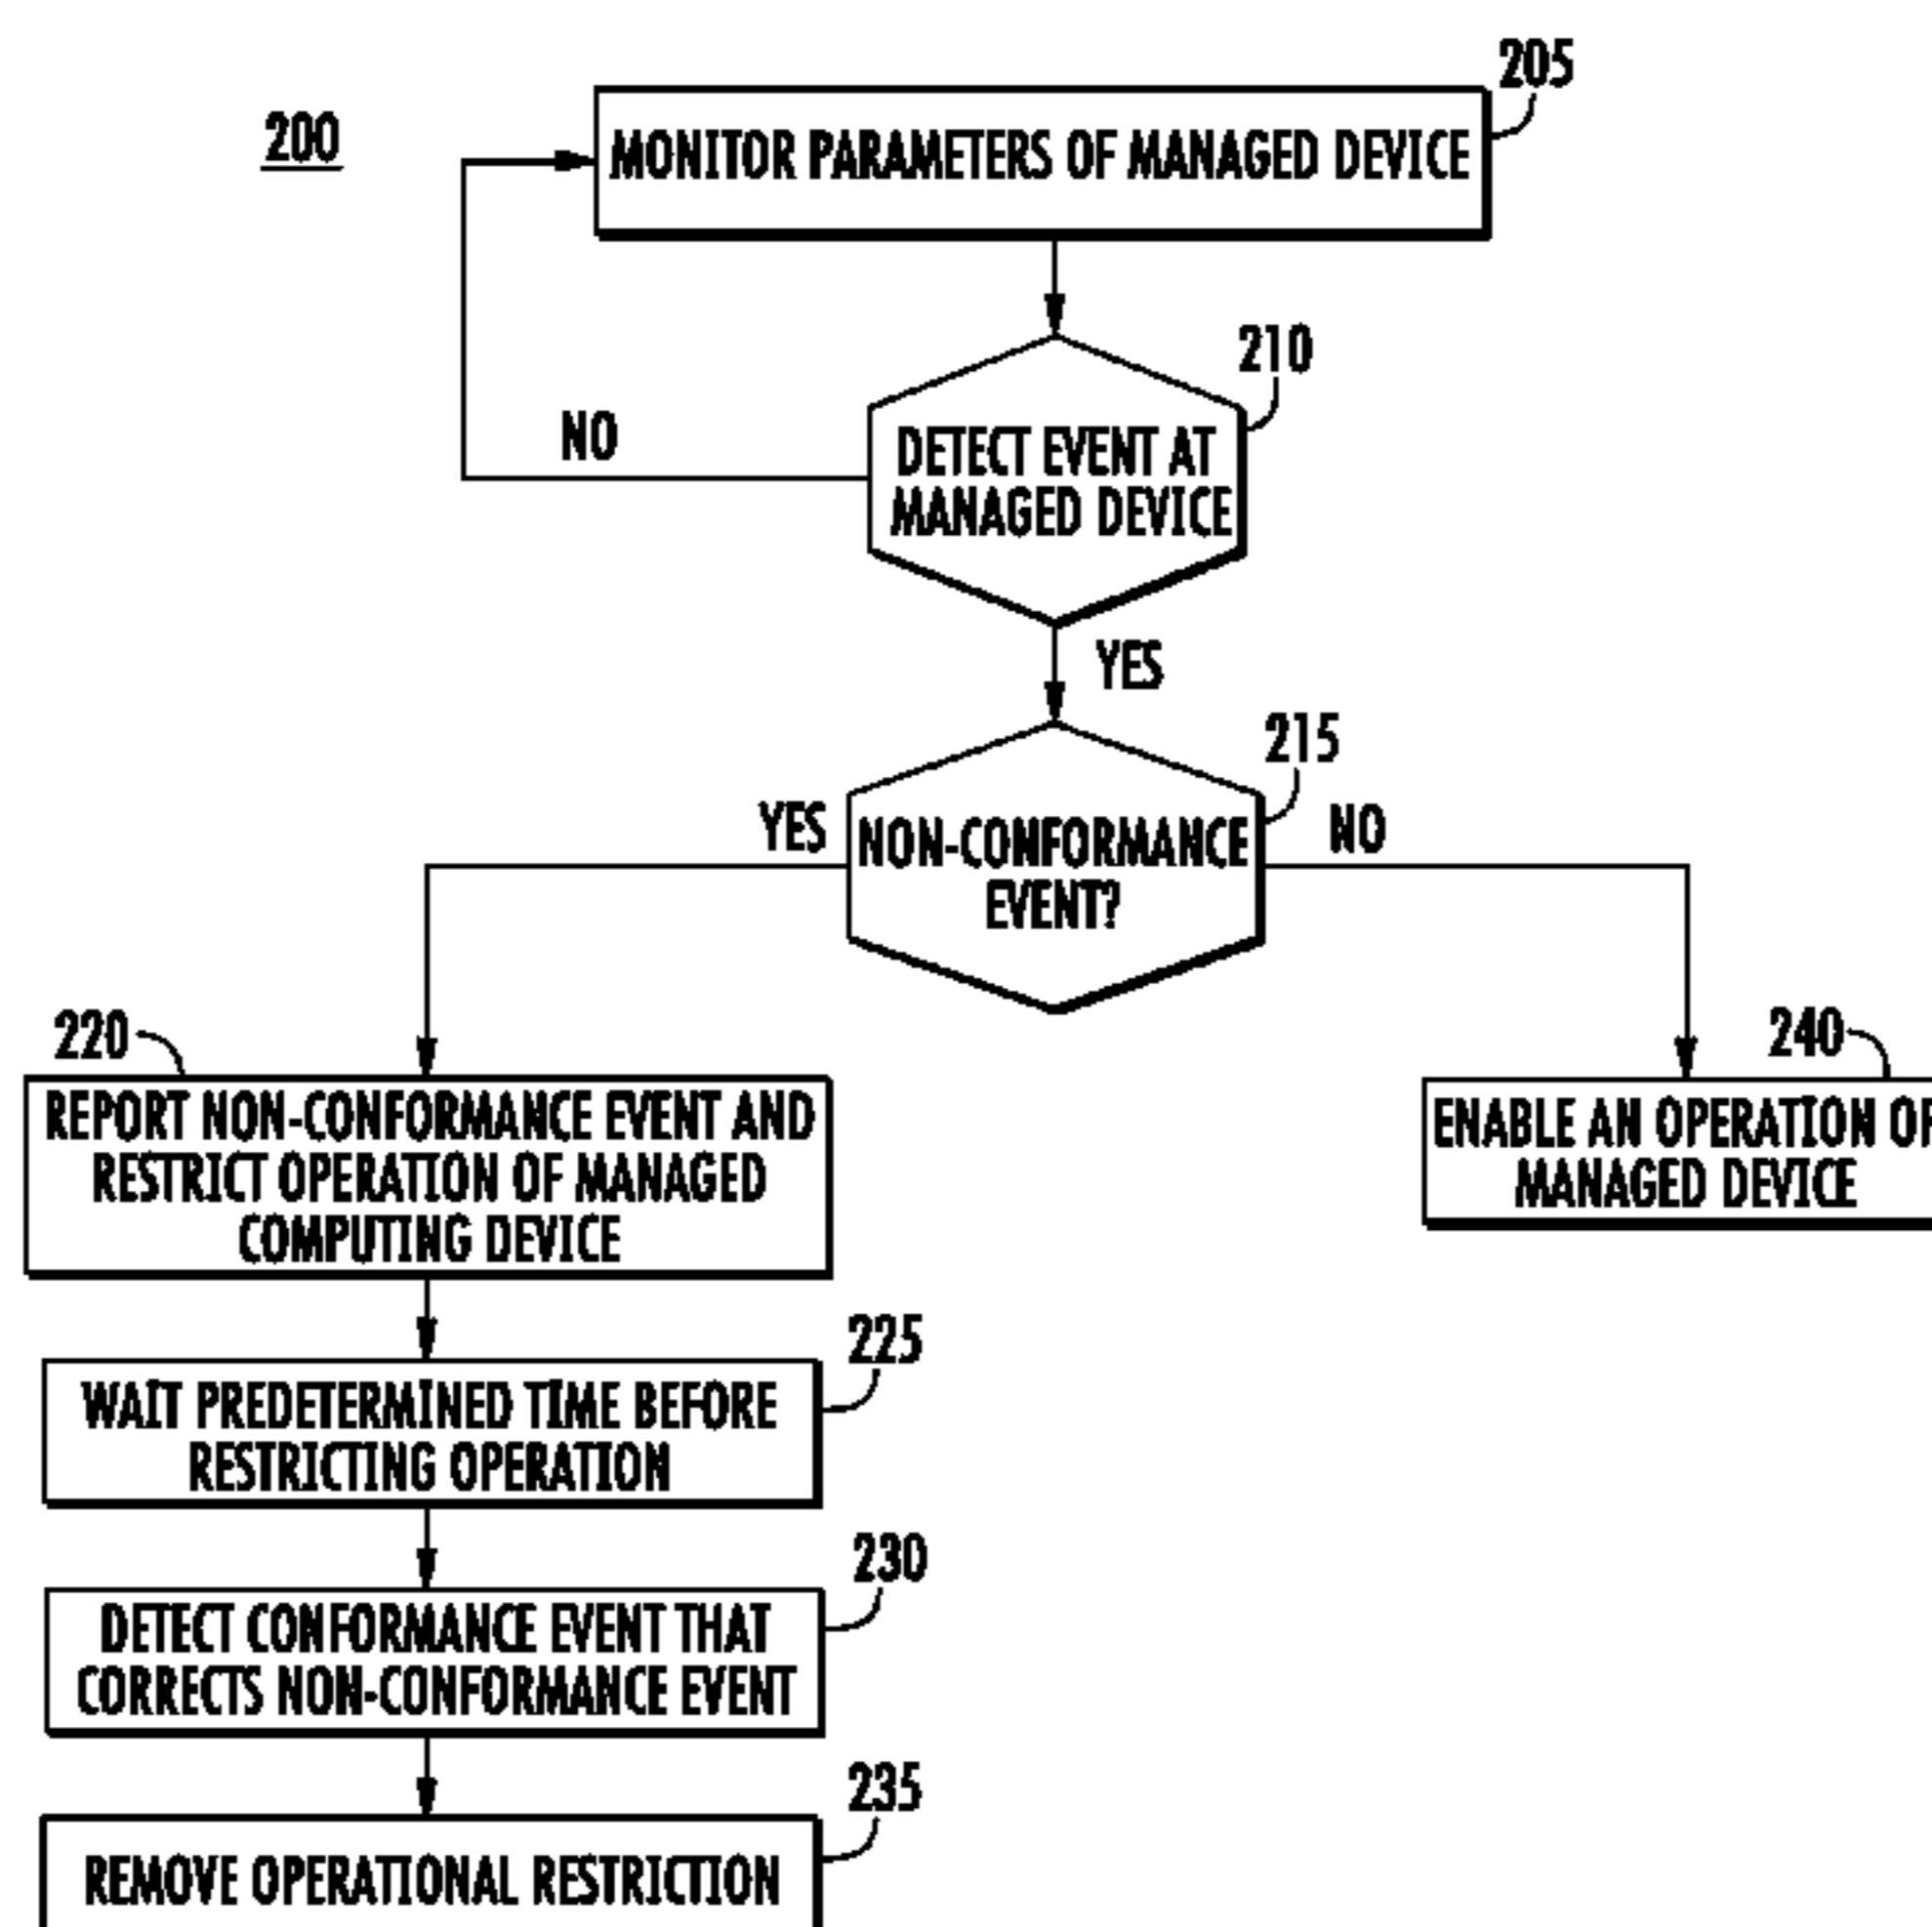 200
205
MONITOR PARAMETERS OF MANAGED DEVICE
210
DETECT EVENT AT
MANAGED DEVICE
NO
YES
215
NON-CONFORMANCE
EVENT?
YES
NO
220
REPORT NON-CONFORMANCE EVENT AND
RESTRICT OPERATION OF MANAGED
COMPUTING DEVICE
240
ENABLE AN OPERATION OF
MANAGED DEVICE
225
WAIT PREDETERMINED TIME BEFORE
RESTRICTING OPERATION
230
DETECT CONFORMANCE EVENT THAT
CORRECTS NON-CONFORMANCE EVENT
235
REMOVE OPERATIONAL RESTRICTION